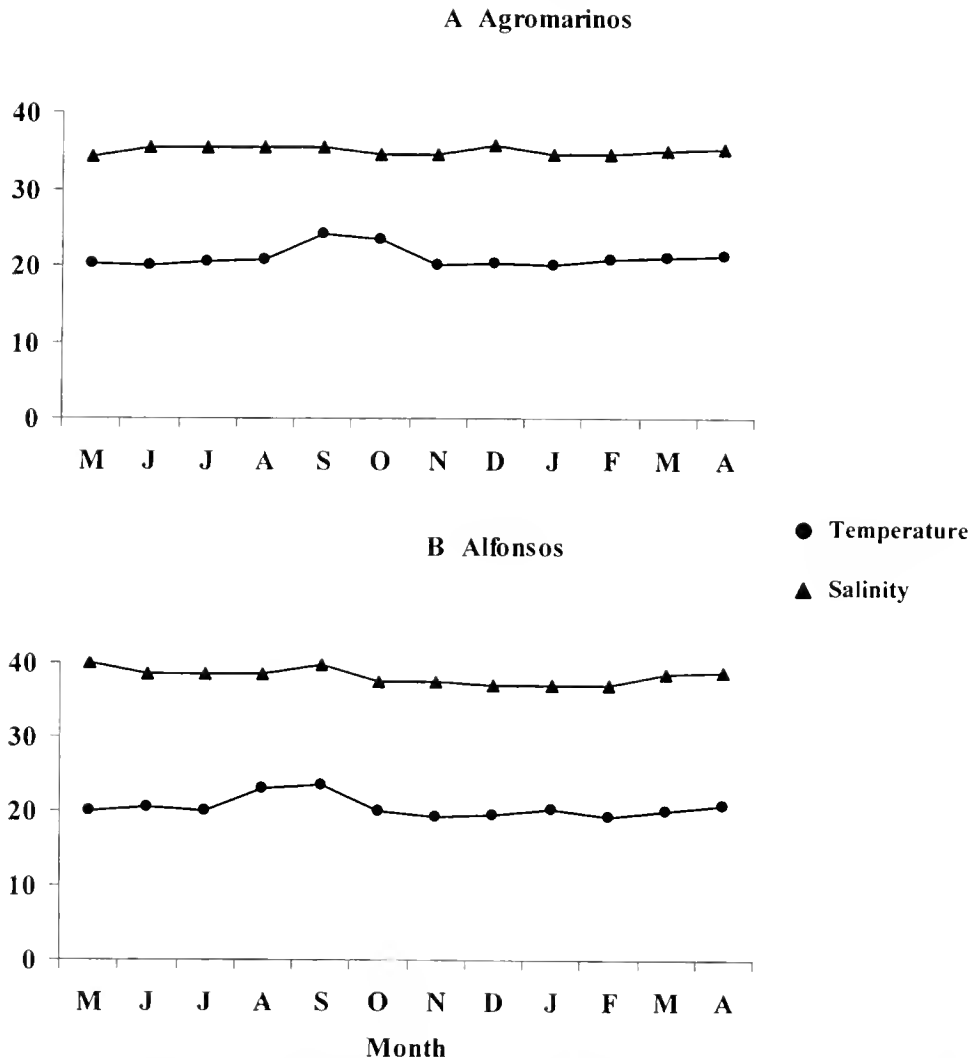 A Agromarinos
40
30
20
10
0
M J J A S O N D J F M A
B Alfonsos
Temperature
Salinity
40
30
20
10
0
M J J A S O N D J F M A
Month